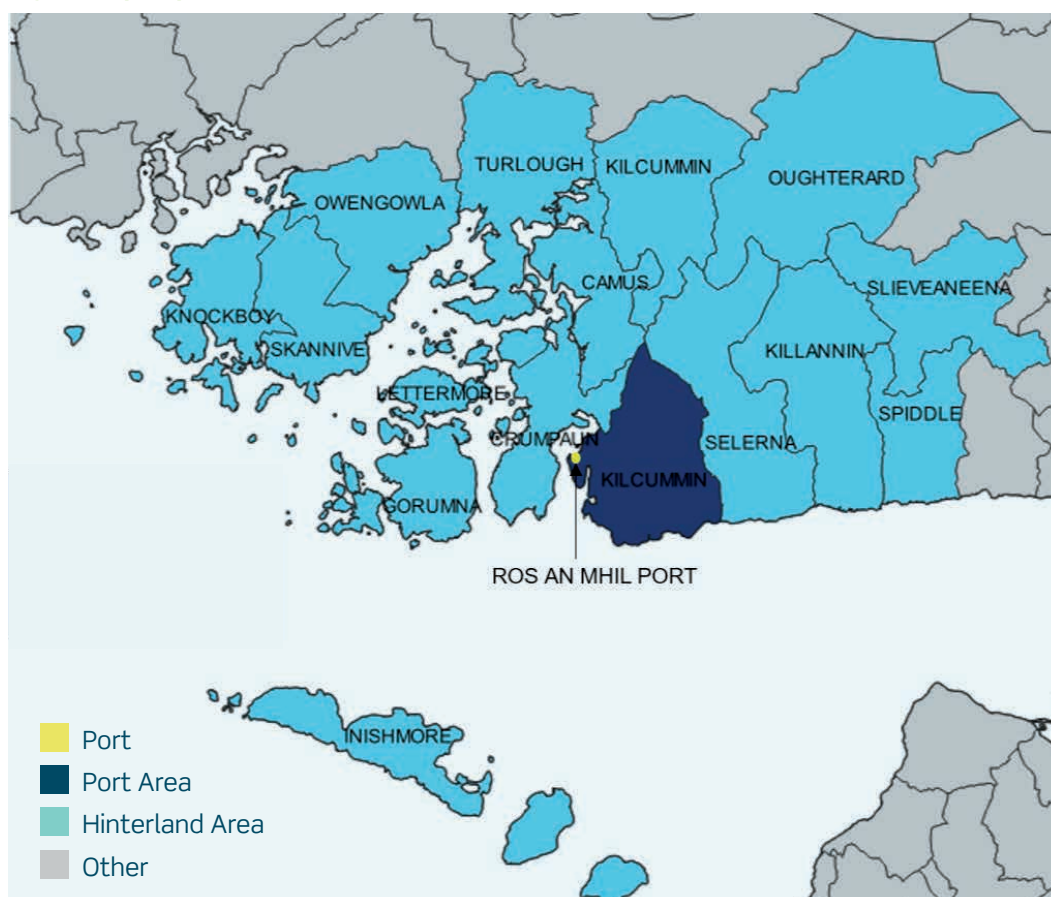 TURLOUGH
KILCUMMIN
OUGHTERARD
OWENGOWLA
CAMUS
SLIEVEANEENA
KNOCKBOY
SKANNIVE
KILLANNIN
LETTERMORE
SPIDDLE
CRUMPAUN
SELERNA
KILCUMMIN
GORUMNA
ROS AN MHIL PORT
INISHMORE
Port
Port Area
Hinterland Area
Other